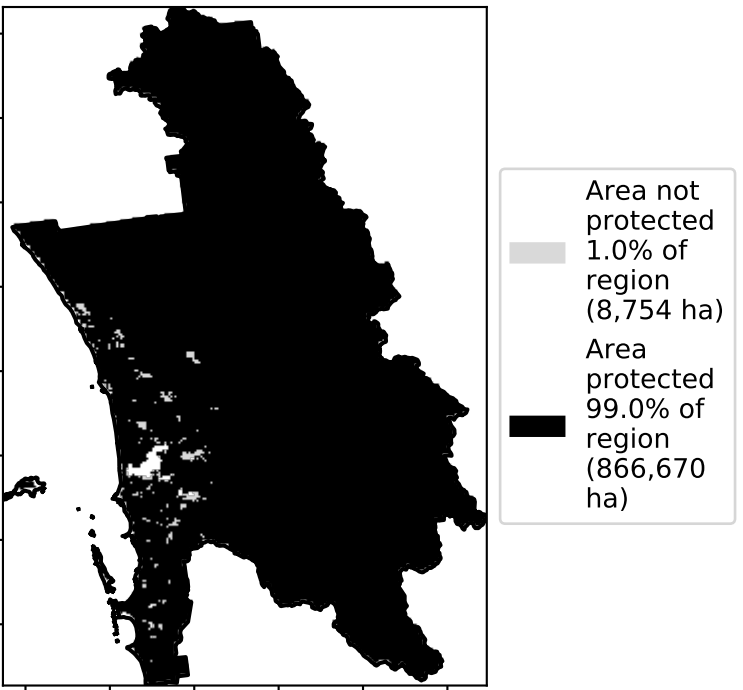 Area not
protected
1.0% of
region
(8,754 ha)
Area
protected
99.0% of
region
(866,670
ha)